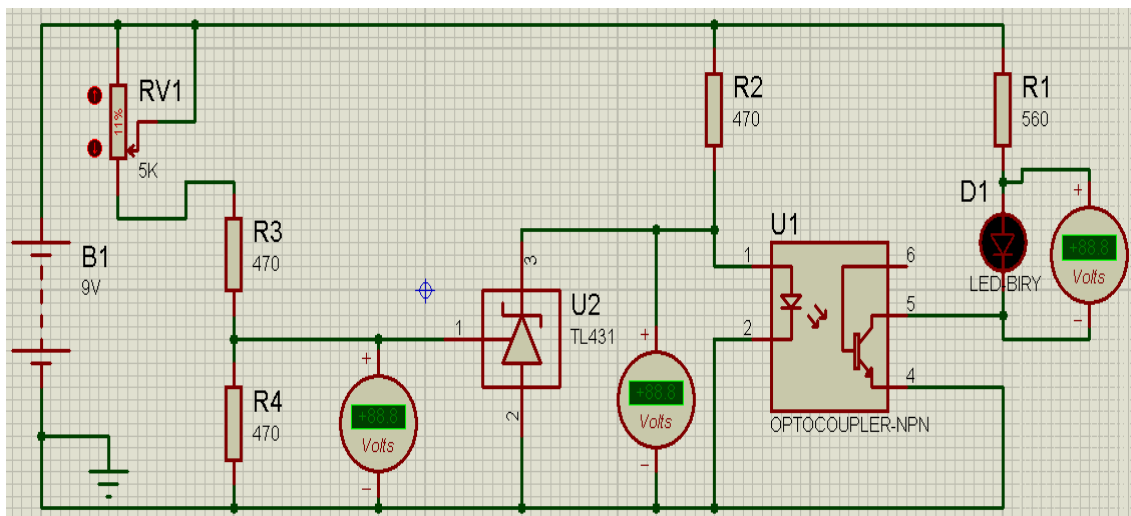 RV1
11%
5K
B1
9V
R3
470
R4
470
+88.8
Volts
+
-
1
3
2
U2
TL431
+
+88.8
Volts
-
R2
470
U1
1
2
6
5
4
OPTOCOUPLER-NPN
R1
560
D1
LED-BIRY
+
+88.8
Volts
-